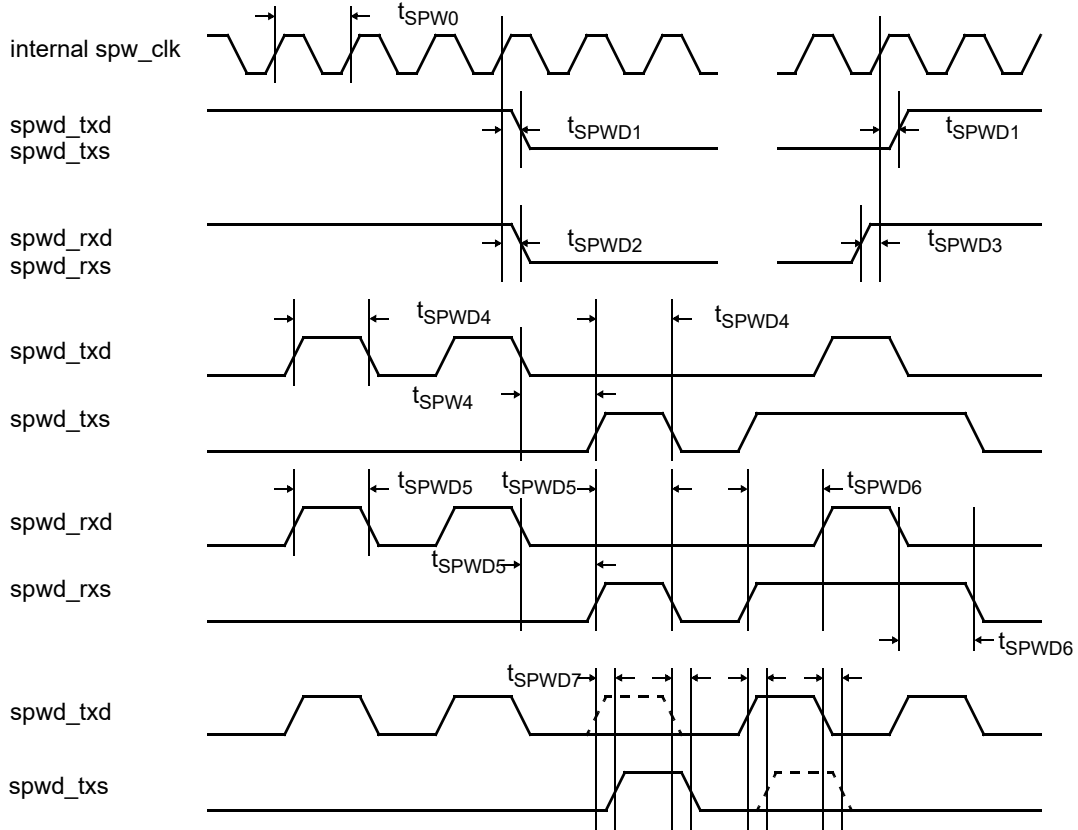 tSPW0
internal spw_clk
spwd_txd
spwd_txs
tSPWD1
tSPWD1
spwd_rxd
spwd_rxs
tSPWD2
tSPWD3
tSPWD4
tSPWD4
spwd_txd
tSPW4
spwd_txs
tSPWD5
tSPWD5
tSPWD6
spwd_rxd
tSPWD5
spwd_rxs
tSPWD6
tSPWD7
spwd_txd
spwd_txs